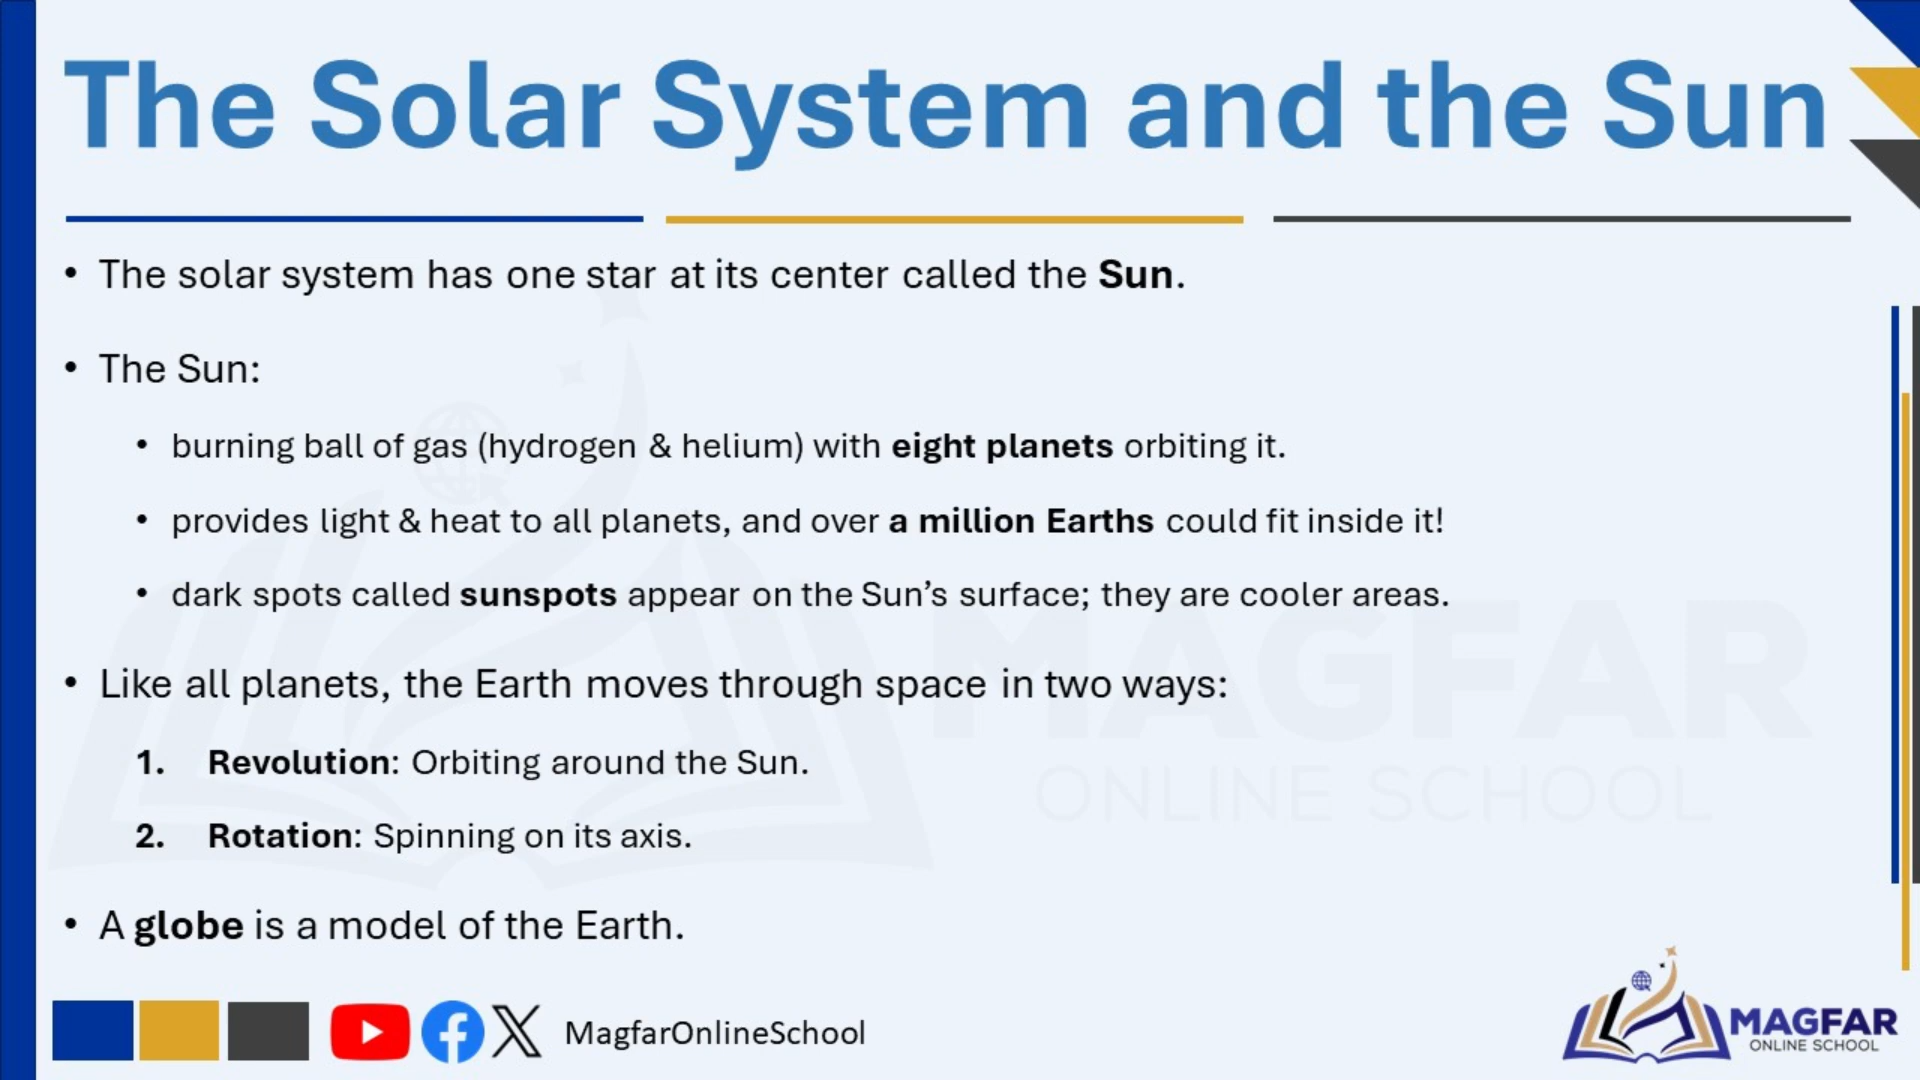 The Solar System and the Sun
• The solar system has one star at its center called the Sun.
• The Sun:
• burning ball of gas (hydrogen & helium) with eight planets orbiting it.
• provides light & heat to all planets, and over a million Earths could fit inside it!
• dark spots called sunspots appear on the Sun’s surface; they are cooler areas.
• Like all planets, the Earth moves through space in two ways:
1. Revolution: Orbiting around the Sun.
2. Rotation: Spinning on its axis.
• A globe is a model of the Earth.
MAGFAR
ONLINE SCHOOL
MagfarOnlineSchool
MAGFAR
ONLINE SCHOOL